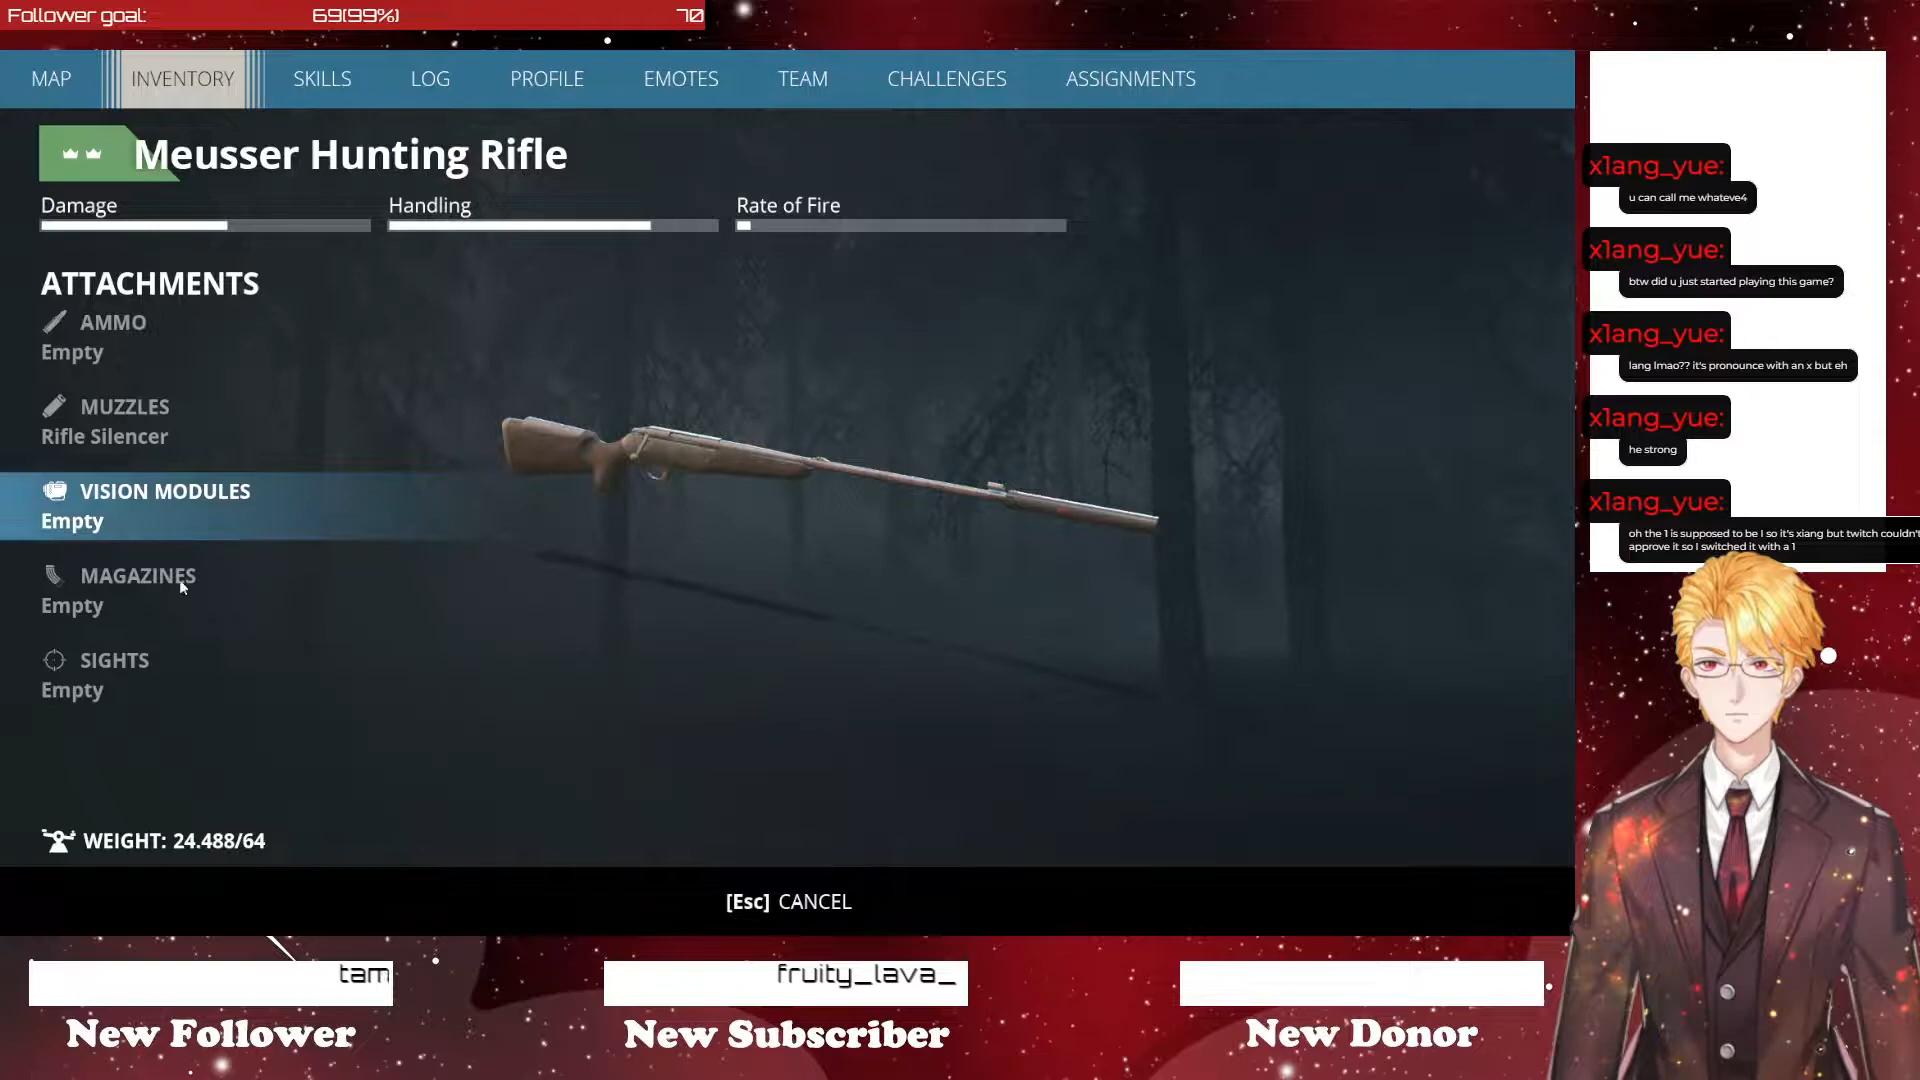 Follower goal: 69(99%) 70
MAP INVENTORY SKILLS LOG PROFILE EMOTES TEAM CHALLENGES ASSIGNMENTS
Meusser Hunting Rifle
Damage Handling Rate of Fire
ATTACHMENTS
AMMO
Empty
MUZZLES
Rifle Silencer
VISION MODULES
Empty
MAGAZINES
Empty
SIGHTS
Empty
WEIGHT: 24.488/64
[Esc] CANCEL
x1ang_yue:
u can call me whateve4
x1ang_yue:
btw did u just started playing this game?
x1ang_yue:
lang lmao?? it's pronounce with an x but eh
x1ang_yue:
he strong
x1ang_yue:
oh the 1 is supposed to be I so it's xiang but twitch couldn't
approve it so I switched it with a 1
tam
New Follower
fruity_lava_
New Subscriber
New Donor